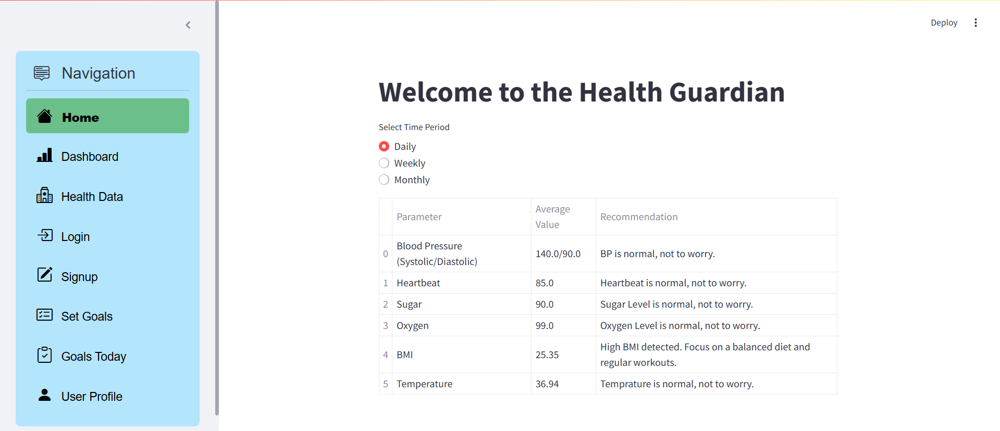 Deploy
Navigation
Home
Dashboard
Health Data
Login
Signup
Set Goals
Goals Today
User Profile
Welcome to the Health Guardian
Select Time Period
Daily
Weekly
Monthly
Parameter
Average
Value
Recommendation
0
Blood Pressure
(Systolic/Diastolic)
140.0/90.0
BP is normal, not to worry.
1
Heartbeat
85.0
Heartbeat is normal, not to worry.
2
Sugar
90.0
Sugar Level is normal, not to worry.
3
Oxygen
99.0
Oxygen Level is normal, not to worry.
4
BMI
25.35
High BMI detected. Focus on a balanced diet and
regular workouts.
5
Temperature
36.94
Temprature is normal, not to worry.